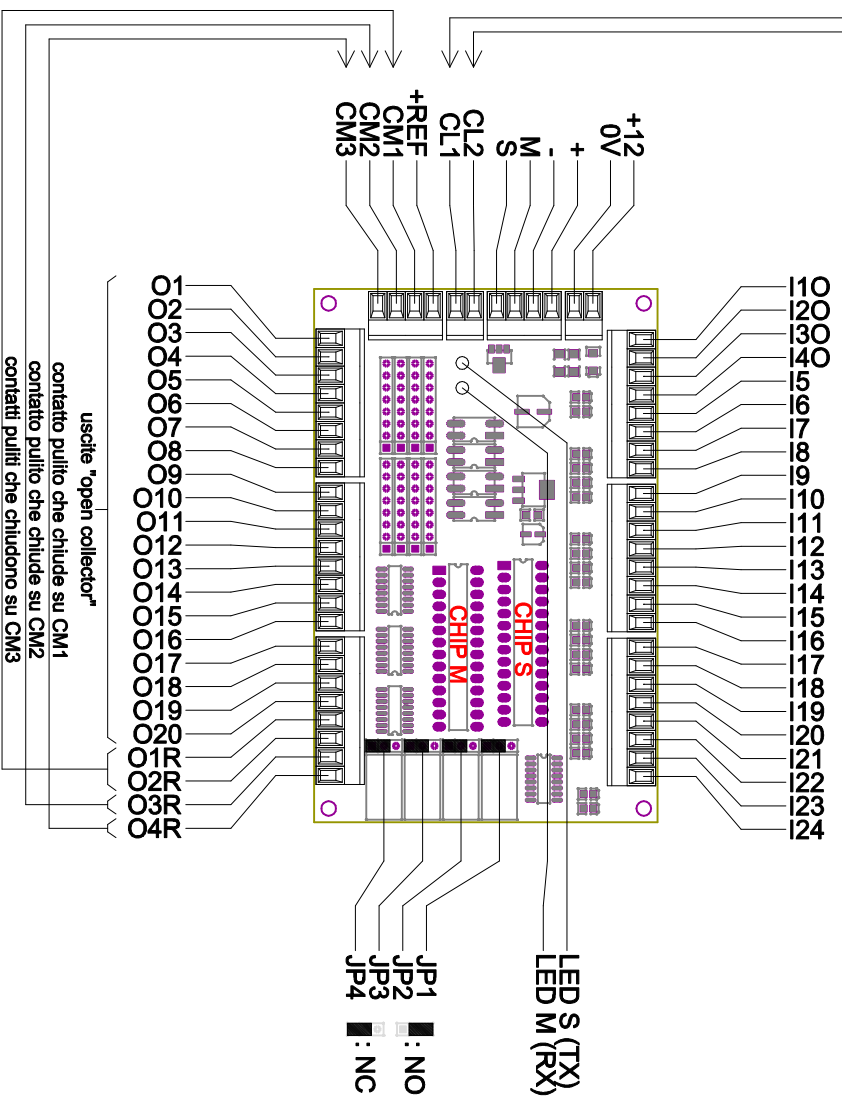 +12
0V
+
-
M
S
CL2
CL1
+REF
CM1
CM2
CM3
O1
O2
O3
O4
O5
O6
O7
O8
O9
O10
O11
O12
O13
O14
O15
O16
O17
O18
O19
O20
O1R
O2R
O3R
O4R
I1O
I2O
I3O
I4O
I5
I6
I7
I8
I9
I10
I11
I12
I13
I14
I15
I16
I17
I18
I19
I20
I21
I22
I23
I24
CHIP S
CHIP M
uscite "open collector"
contatto pulito che chiude su CM1
contatto pulito che chiude su CM2
contatti puliti che chiudono su CM3
LED S (TX)
LED M (RX)
JP1
JP2
JP3
JP4
: NO
: NC